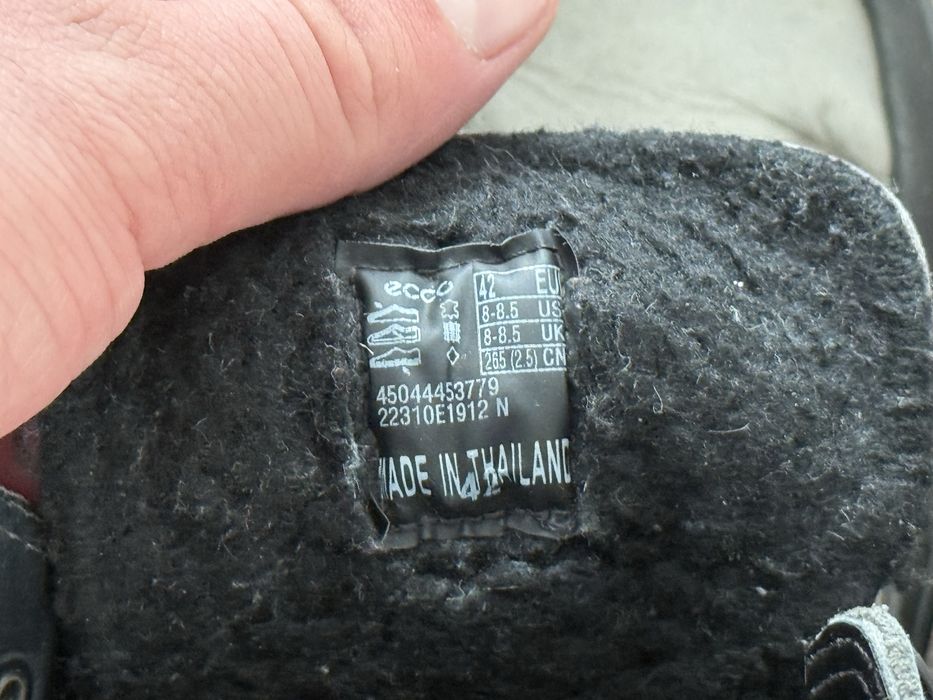 ecco
42 EU
8-8.5 US
8-8.5 UK
265 (2.5) CN
45044453779
22310E1912 N
MADE IN THAILAND
42